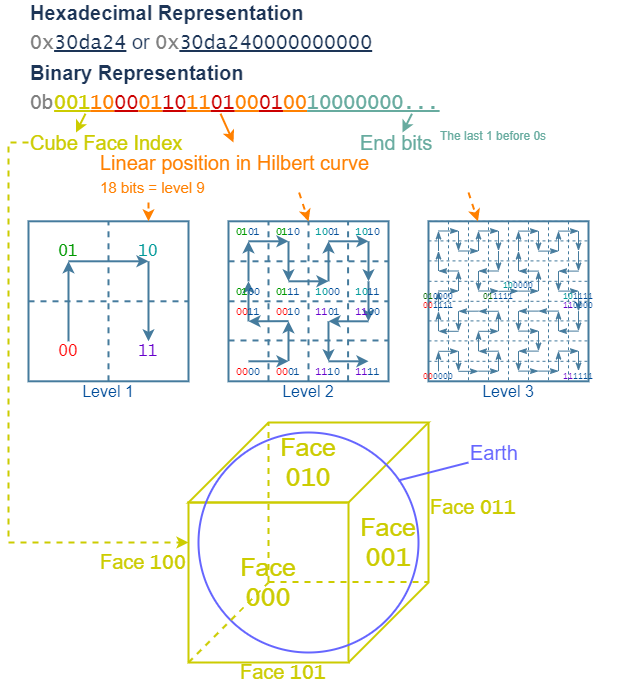 Hexadecimal Representation
0x30da24 or 0x30da240000000000
Binary Representation
0b00110000110110100010010000000...
Cube Face Index
End bits The last 1 before 0s
Linear position in Hilbert curve
18 bits = level 9
01 10
00 11
Level 1
0101 0110 1001 1010
0100 0111 1000 1011
0011 0010 1101 1100
0000 0001 1110 1111
Level 2
100000
010000 011111 101111
001111 110000
000000 111111
Level 3
Earth
Face
010
Face 011
Face
001
Face 100
Face
000
Face 101